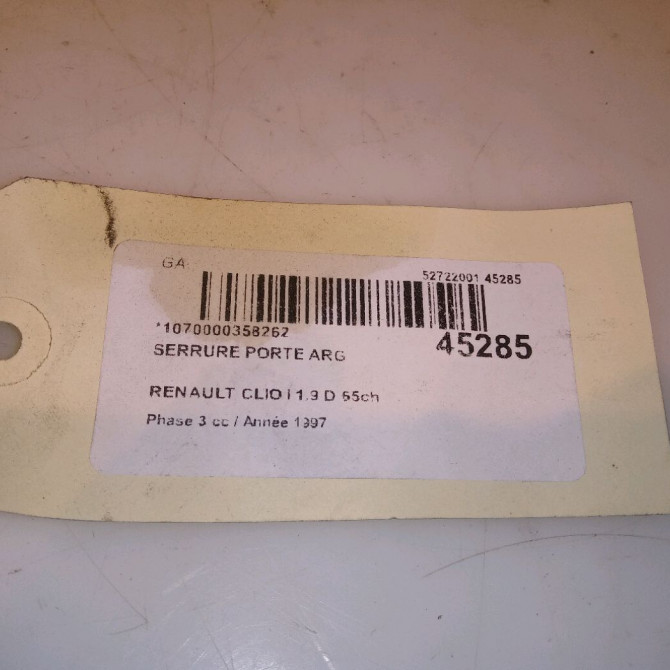 GA
52722001 45285
*1070000358262
45285
SERRURE PORTE ARG
RENAULT CLIO I 1.9 D 65ch
Phase 3 cc / Année 1997